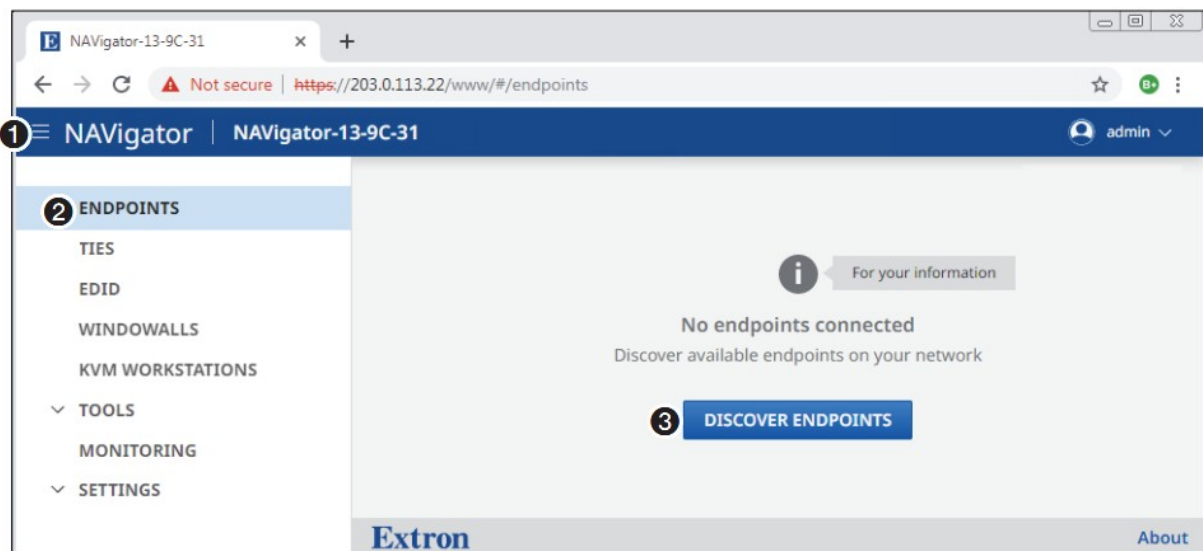 NAVigator-13-9C-31
Not secure | https://203.0.113.22/www/#/endpoints
B+
1 NAVigator | NAVigator-13-9C-31 admin
2 ENDPOINTS
TIES
EDID
WINDOWALLS
KVM WORKSTATIONS
TOOLS
MONITORING
SETTINGS
i For your information
No endpoints connected
Discover available endpoints on your network
3 DISCOVER ENDPOINTS
Extron About